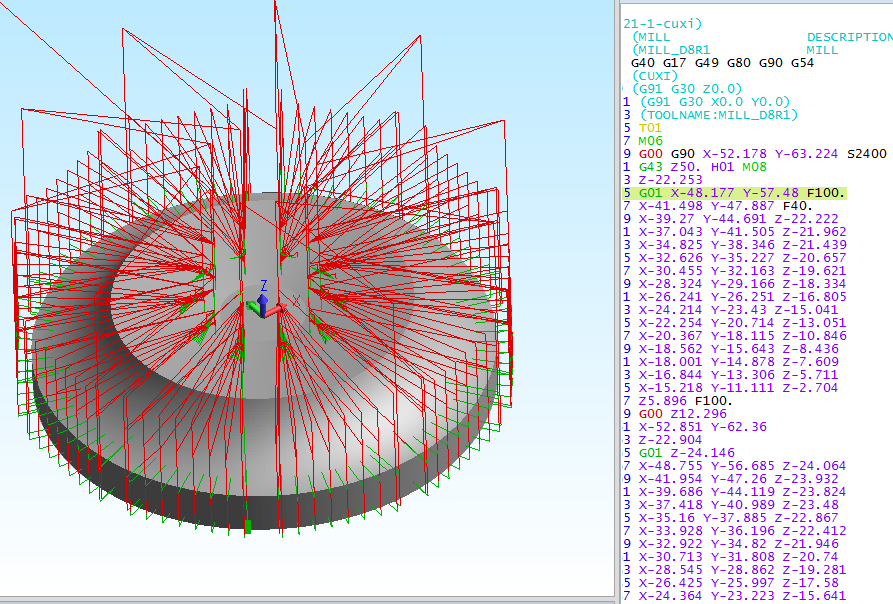 Z
X
21-1-cuxi)
(MILL DESCRIPTION
(MILL_D8R1 MILL
G40 G17 G49 G80 G90 G54
(CUXI)
(G91 G30 Z0.0)
1 (G91 G30 X0.0 Y0.0)
3 (TOOLNAME:MILL_D8R1)
5 T01
7 M06
9 G00 G90 X-52.178 Y-63.224 S2400
1 G43 Z50. H01 M08
3 Z-22.253
5 G01 X-48.177 Y-57.48 F100.
7 X-41.498 Y-47.887 F40.
9 X-39.27 Y-44.691 Z-22.222
1 X-37.043 Y-41.505 Z-21.962
3 X-34.825 Y-38.346 Z-21.439
5 X-32.626 Y-35.227 Z-20.657
7 X-30.455 Y-32.163 Z-19.621
9 X-28.324 Y-29.166 Z-18.334
1 X-26.241 Y-26.251 Z-16.805
3 X-24.214 Y-23.43 Z-15.041
5 X-22.254 Y-20.714 Z-13.051
7 X-20.367 Y-18.115 Z-10.846
9 X-18.562 Y-15.643 Z-8.436
1 X-18.001 Y-14.878 Z-7.609
3 X-16.844 Y-13.306 Z-5.711
5 X-15.218 Y-11.111 Z-2.704
7 Z5.896 F100.
9 G00 Z12.296
1 X-52.851 Y-62.36
3 Z-22.904
5 G01 Z-24.146
7 X-48.755 Y-56.685 Z-24.064
9 X-41.954 Y-47.26 Z-23.932
1 X-39.686 Y-44.119 Z-23.824
3 X-37.418 Y-40.989 Z-23.48
5 X-35.16 Y-37.885 Z-22.867
7 X-33.928 Y-36.196 Z-22.412
9 X-32.922 Y-34.82 Z-21.946
1 X-30.713 Y-31.808 Z-20.74
3 X-28.545 Y-28.862 Z-19.281
5 X-26.425 Y-25.997 Z-17.58
7 X-24.364 Y-23.223 Z-15.641